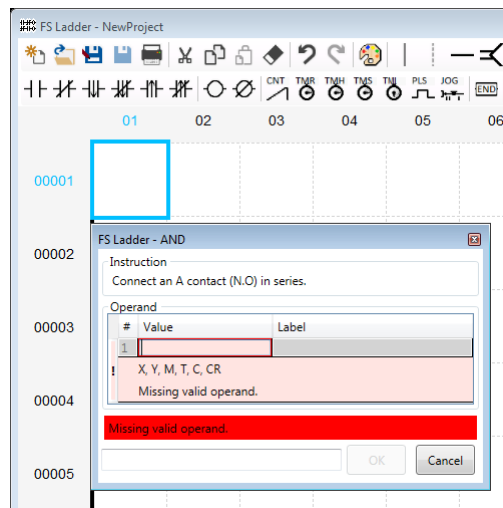 FS Ladder - NewProject
CNT TMR TMH TMS TMI PLS JOG
END
01 02 03 04 05 06
00001
00002
FS Ladder - AND
Instruction
Connect an A contact (N.O) in series.
Operand
00003
# Value Label
1
! X, Y, M, T, C, CR
Missing valid operand.
00004
Missing valid operand.
OK Cancel
00005